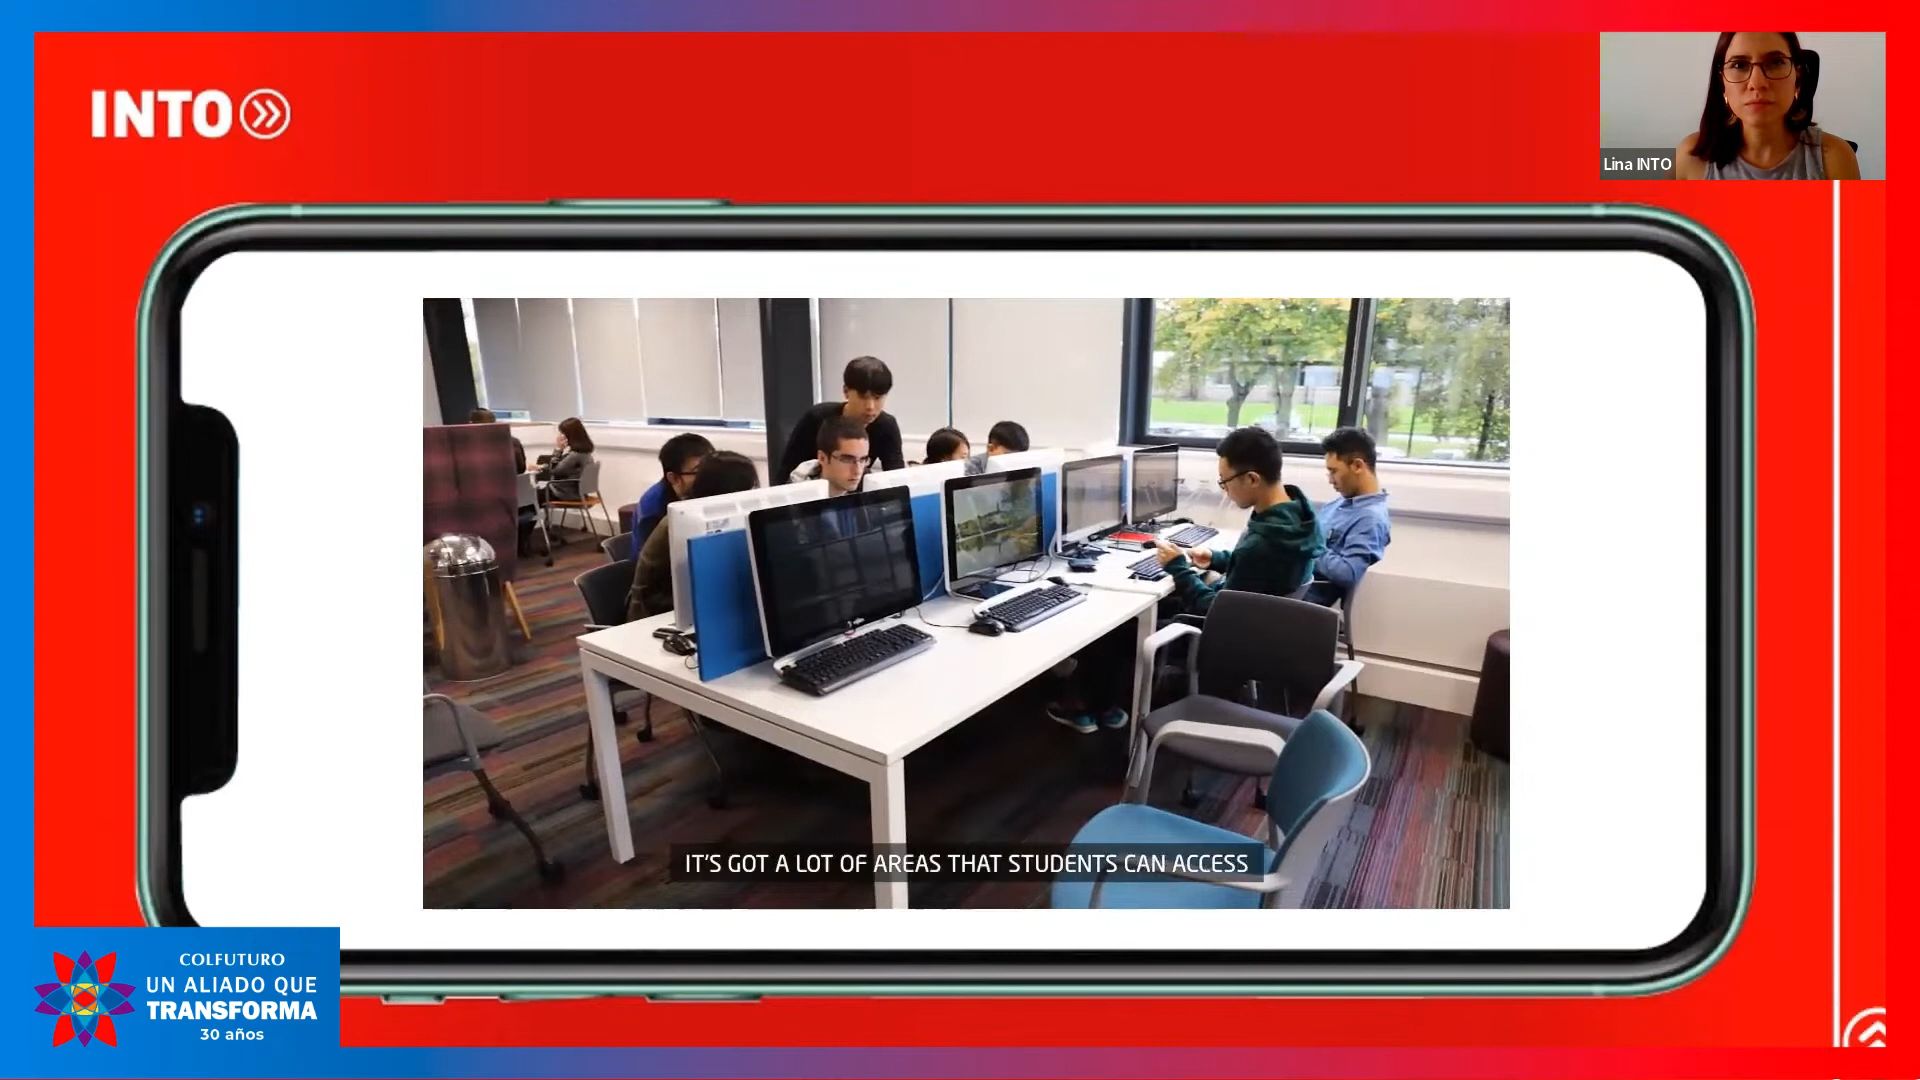 INTO
Lina INTO
IT'S GOT A LOT OF AREAS THAT STUDENTS CAN ACCESS
COLFUTURO
UN ALIADO QUE
TRANSFORMA
30 años